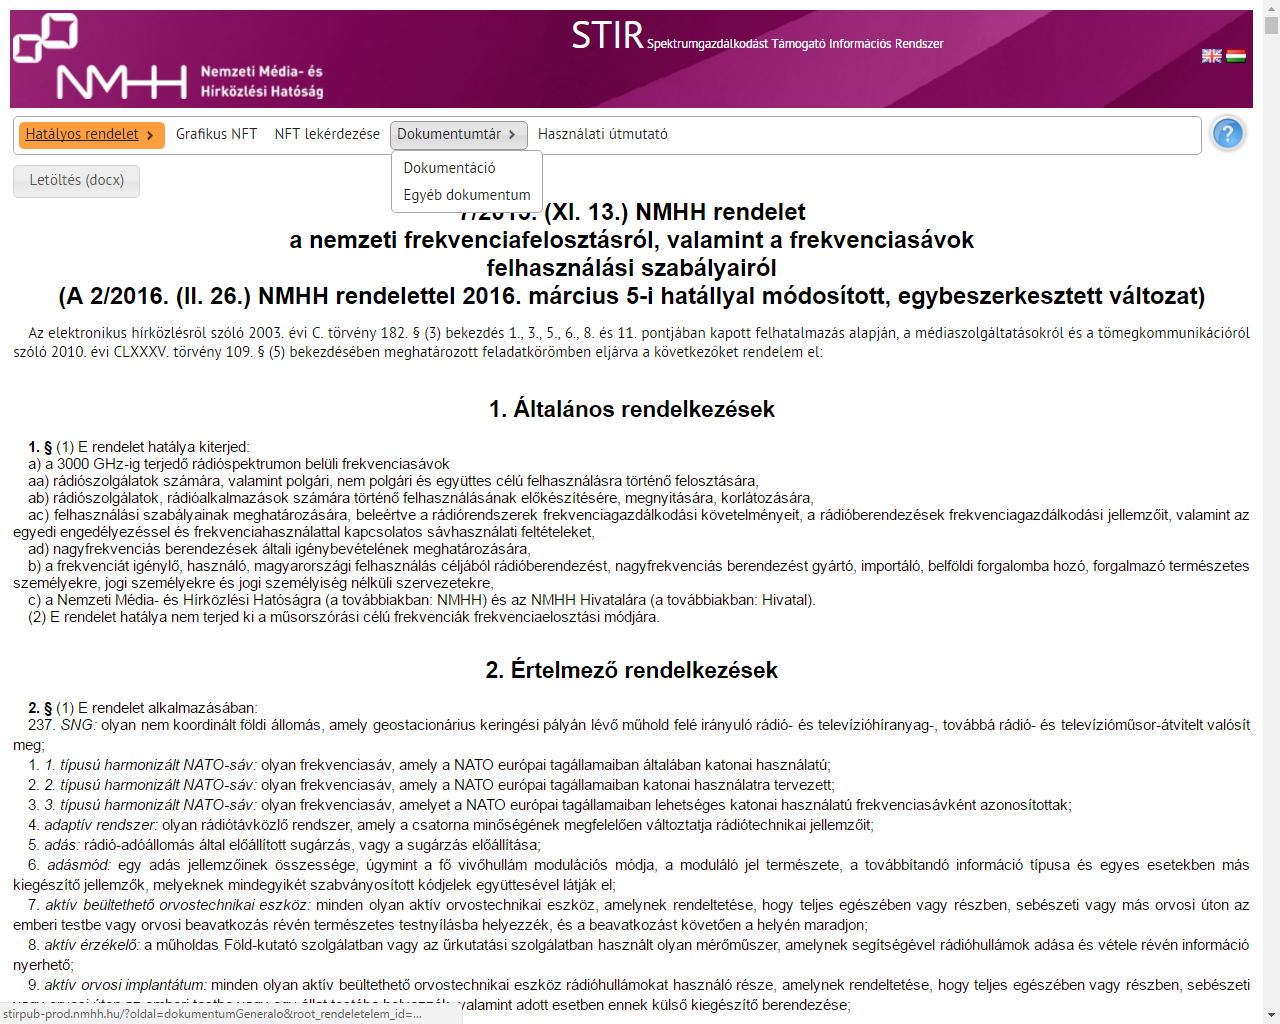 STIR Spektrumgazdálkodást Támogató Információs Rendszer
NMHH Nemzeti Média- és
Hírközlési Hatóság
Hatályos rendelet
Grafikus NFT
NFT lekérdezése
Dokumentumtár
Használati útmutató
?
Dokumentáció
Egyéb dokumentum
Letöltés (docx)
7/2015. (XI. 13.) NMHH rendelet
a nemzeti frekvenciafelosztásról, valamint a frekvenciasávok
felhasználási szabályairól
(A 2/2016. (II. 26.) NMHH rendelettel 2016. március 5-i hatállyal módosított, egybeszerkesztett változat)
Az elektronikus hírközlésről szóló 2003. évi C. törvény 182. § (3) bekezdés 1., 3., 5., 6., 8. és 11. pontjában kapott felhatalmazás alapján, a médiaszolgáltatásokról és a tömegkommunikációról
szóló 2010. évi CLXXXV. törvény 109. § (5) bekezdésében meghatározott feladatkörömben eljárva a következőket rendelem el:
1. Általános rendelkezések
1. § (1) E rendelet hatálya kiterjed:
a) a 3000 GHz-ig terjedő rádióspektrumon belüli frekvenciasávok
aa) rádiószolgálatok számára, valamint polgári, nem polgári és együttes célú felhasználásra történő felosztására,
ab) rádiószolgálatok, rádióalkalmazások számára történő felhasználásának előkészítésére, megnyitására, korlátozására,
ac) felhasználási szabályainak meghatározására, beleértve a rádiórendszerek frekvenciagazdálkodási követelményeit, a rádióberendezések frekvenciagazdálkodási jellemzőit, valamint az
egyedi engedélyezéssel és frekvenciahasználattal kapcsolatos sávhasználati feltételeket,
ad) nagyfrekvenciás berendezések általi igénybevételének meghatározására,
b) a frekvenciát igénylő, használó, magyarországi felhasználás céljából rádióberendezést, nagyfrekvenciás berendezést gyártó, importáló, belföldi forgalomba hozó, forgalmazó természetes
személyekre, jogi személyekre és jogi személyiség nélküli szervezetekre,
c) a Nemzeti Média- és Hírközlési Hatóságra (a továbbiakban: NMHH) és az NMHH Hivatalára (a továbbiakban: Hivatal).
(2) E rendelet hatálya nem terjed ki a műsorszórási célú frekvenciák frekvenciaelosztási módjára.
2. Értelmező rendelkezések
2. § (1) E rendelet alkalmazásában:
237. SNG: olyan nem koordinált földi állomás, amely geostacionárius keringési pályán lévő műhold felé irányuló rádió- és televízióhíranyag-, továbbá rádió- és televízióműsor-átvitelt valósít
meg;
1. 1. típusú harmonizált NATO-sáv: olyan frekvenciasáv, amely a NATO európai tagállamaiban általában katonai használatú;
2. 2. típusú harmonizált NATO-sáv: olyan frekvenciasáv, amely a NATO európai tagállamaiban katonai használatra tervezett;
3. 3. típusú harmonizált NATO-sáv: olyan frekvenciasáv, amelyet a NATO európai tagállamaiban lehetséges katonai használatú frekvenciasávként azonosítottak;
4. adaptív rendszer: olyan rádiótávközlő rendszer, amely a csatorna minőségének megfelelően változtatja rádiótechnikai jellemzőit;
5. adás: rádió-adóállomás által előállított sugárzás, vagy a sugárzás előállítása;
6. adásmód: egy adás jellemzőinek összessége, úgymint a fő vivőhullám modulációs módja, a moduláló jel természete, a továbbítandó információ típusa és egyes esetekben más
kiegészítő jellemzők, melyeknek mindegyikét szabványosított kódjelek együttesével látják el;
7. aktív beültethető orvostechnikai eszköz: minden olyan aktív orvostechnikai eszköz, amelynek rendeltetése, hogy teljes egészében vagy részben, sebészeti vagy más orvosi úton az
emberi testbe vagy orvosi beavatkozás révén természetes testnyílásba helyezzék, és a beavatkozást követően a helyén maradjon;
8. aktív érzékelő: a műholdas Föld-kutató szolgálatban vagy az űrkutatási szolgálatban használt olyan mérőműszer, amelynek segítségével rádióhullámok adása és vétele révén információ
nyerhető;
9. aktív orvosi implantátum: minden olyan aktív beültethető orvostechnikai eszköz rádióhullámokat használó része, amelynek rendeltetése, hogy teljes egészében vagy részben, sebészeti
valamint adott esetben ennek külső kiegészítő berendezése;
stirpub-prod.nmhh.hu/?oldal=dokumentumGeneralo&root_rendeletelem_id=...